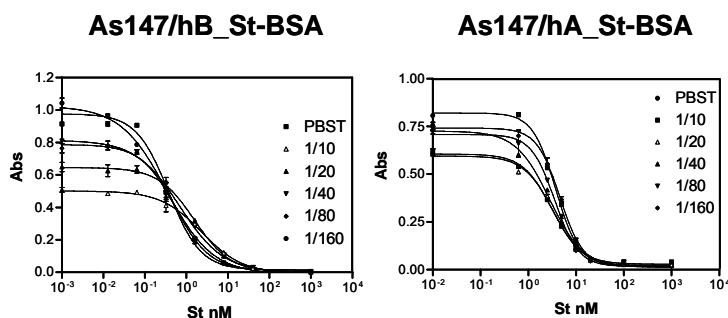 As147/hB_St-BSA
1.2
1.0
0.8
0.6
0.4
0.2
0.0
Abs
PBST
1/10
1/20
1/40
1/80
1/160
10-3 10-2 10-1 100 101 102 103 104
St nM
As147/hA_St-BSA
1.00
0.75
0.50
0.25
0.00
Abs
PBST
1/10
1/20
1/40
1/80
1/160
10-2 10-1 100 101 102 103 104
St nM